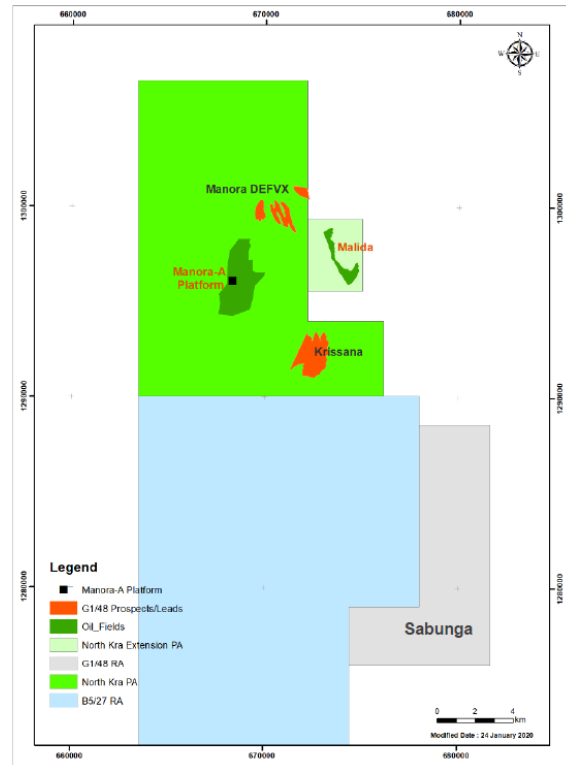 660000
670000
680000
N
W
E
S
1300000
1300000
Manora DEFVX
Malida
Manora-A
Platform
Krissana
1290000
1290000
1280000
1280000
Legend
Manora-A Platform
G1/48 Prospects/Leads
Oil_Fields
North Kra Extension PA
G1/48 RA
North Kra PA
B5/27 RA
Sabunga
0 2 4
km
Modified Date : 24 January 2020
660000
670000
680000